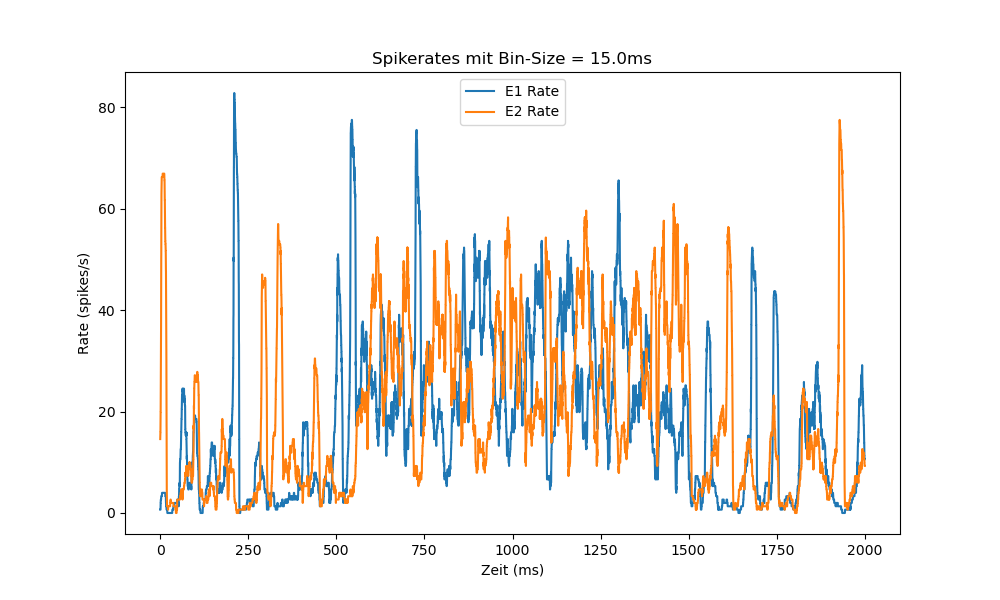 Spikerates mit Bin-Size = 15.0ms
E1 Rate
E2 Rate
Rate (spikes/s)
80
60
40
20
0
0 250 500 750 1000 1250 1500 1750 2000
Zeit (ms)